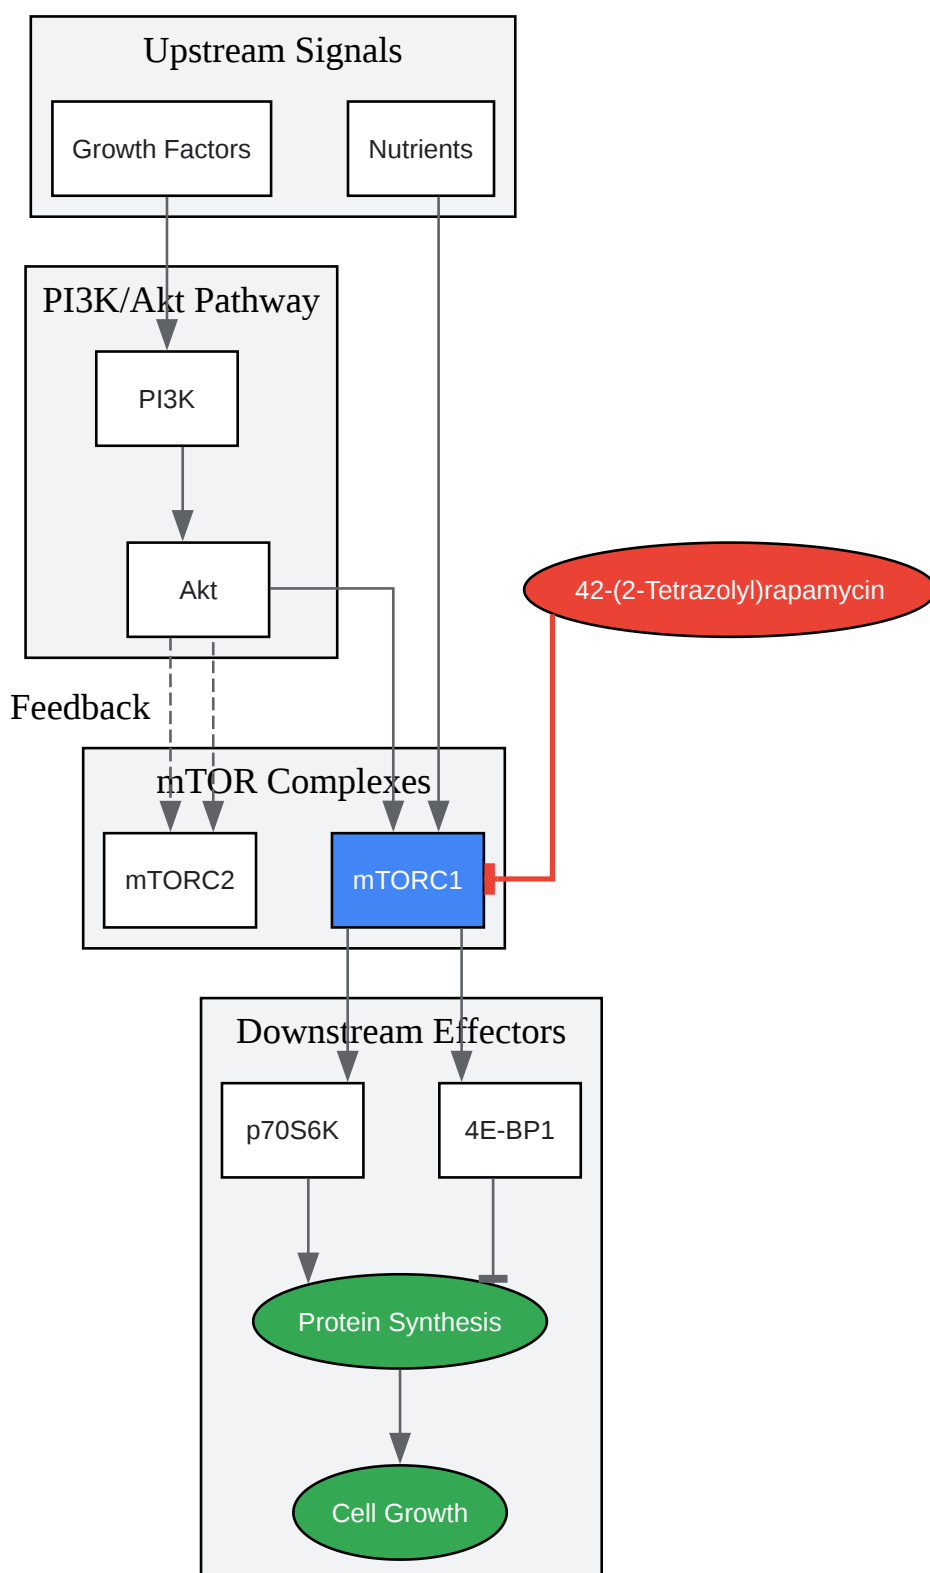 Upstream Signals
Growth Factors
Nutrients
PI3K/Akt Pathway
PI3K
Akt
42-(2-Tetrazolyl)rapamycin
Feedback
mTOR Complexes
mTORC2
mTORC1
Downstream Effectors
p70S6K
4E-BP1
Protein Synthesis
Cell Growth